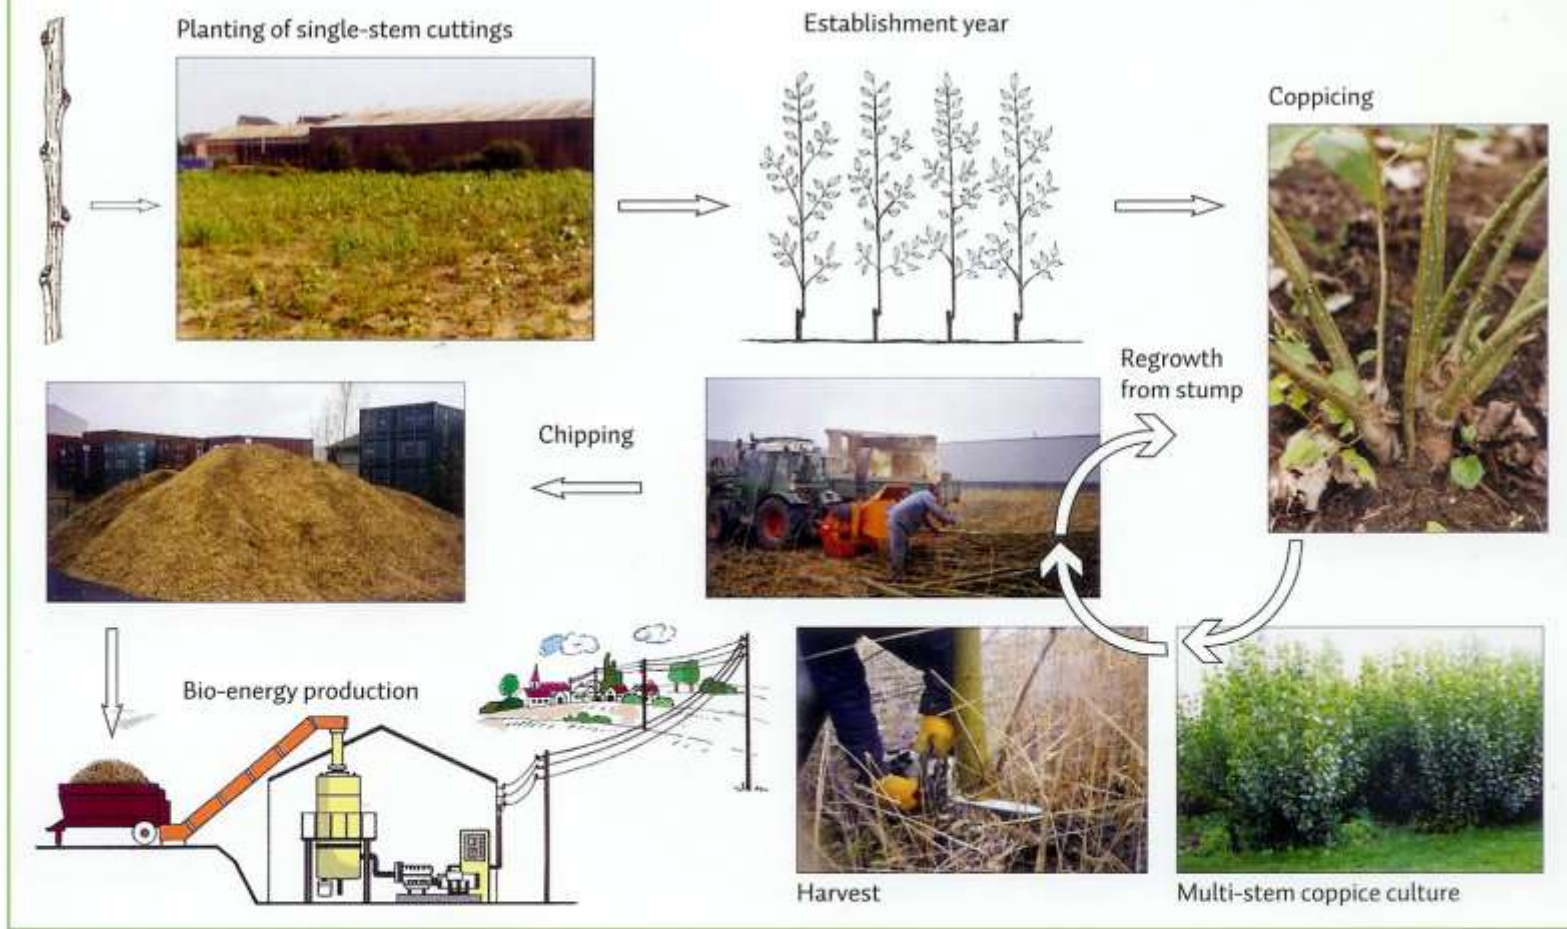 Planting of single-stem cuttings
Establishment year
Coppicing
Regrowth
from stump
Chipping
Bio-energy production
Harvest
Multi-stem coppice culture